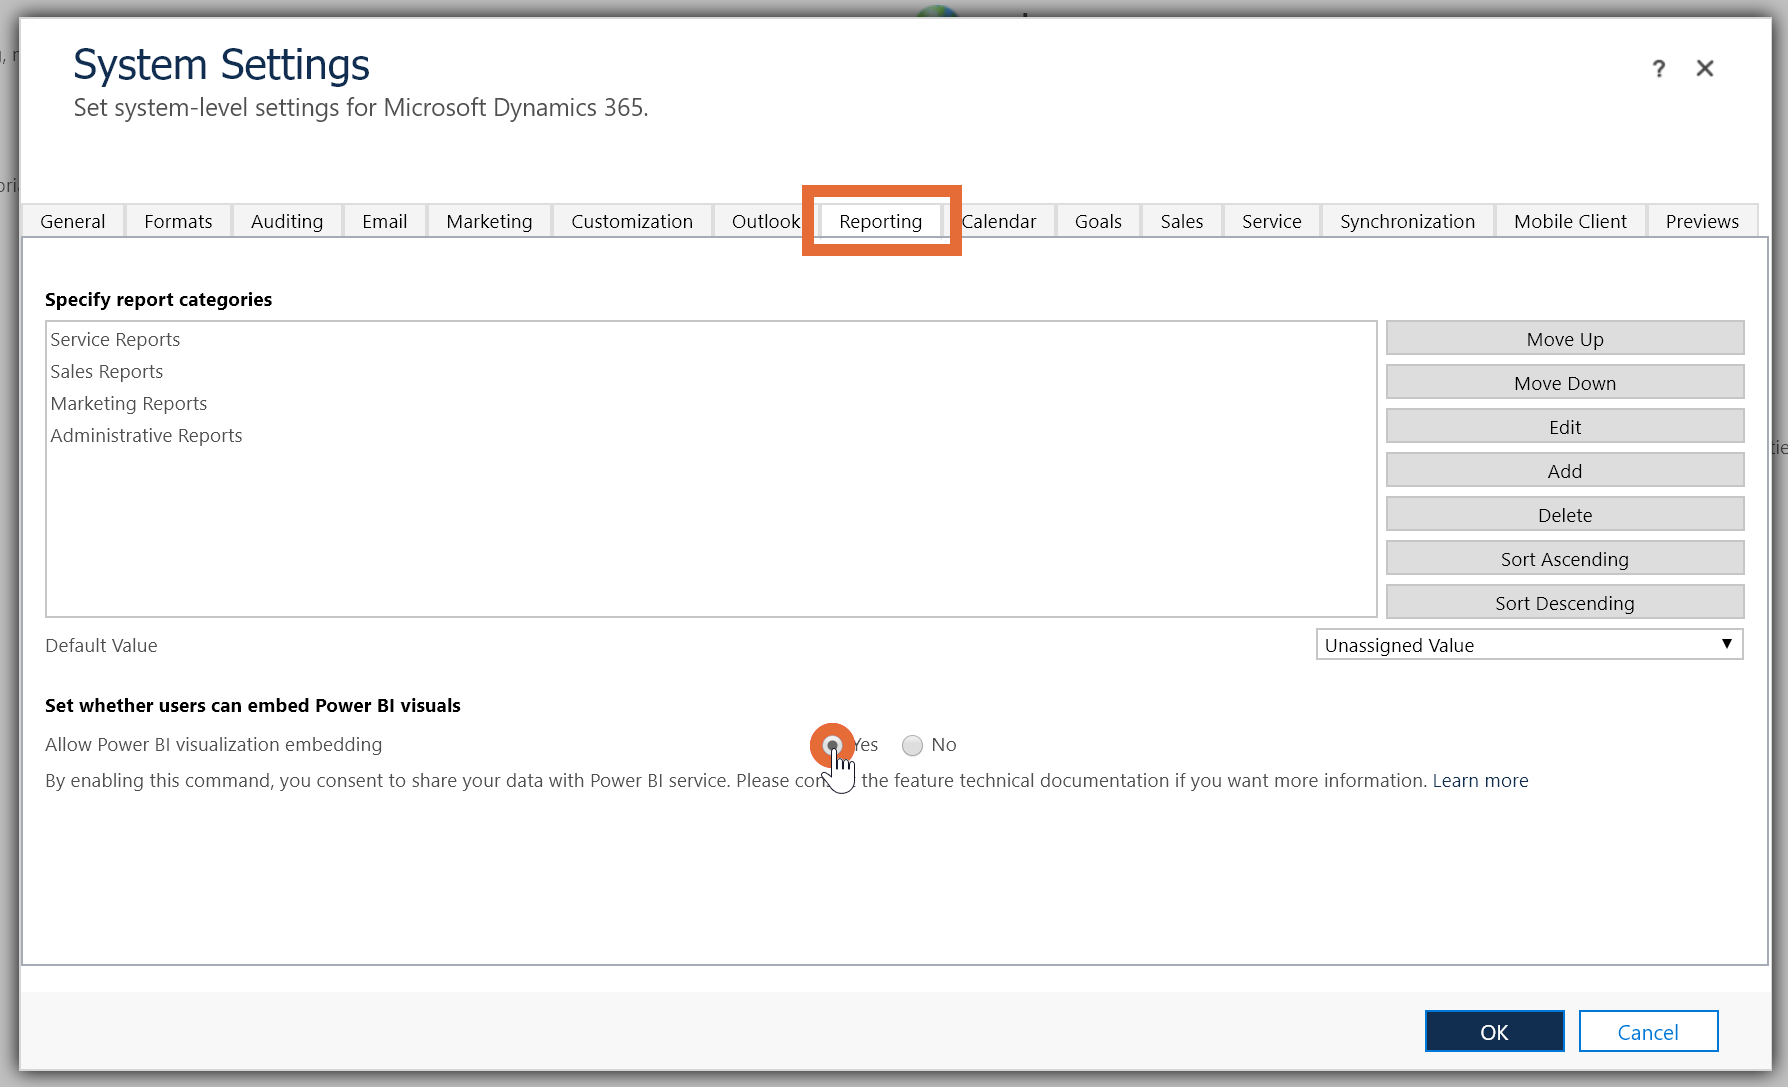 System Settings
Set system-level settings for Microsoft Dynamics 365.
?
General Formats Auditing Email Marketing Customization Outlook Reporting Calendar Goals Sales Service Synchronization Mobile Client Previews
Specify report categories
Service Reports
Sales Reports
Marketing Reports
Administrative Reports
Move Up
Move Down
Edit
Add
Delete
Sort Ascending
Sort Descending
Default Value
Unassigned Value
Set whether users can embed Power BI visuals
Allow Power BI visualization embedding Yes No
By enabling this command, you consent to share your data with Power BI service. Please the feature technical documentation if you want more information. Learn more
OK Cancel